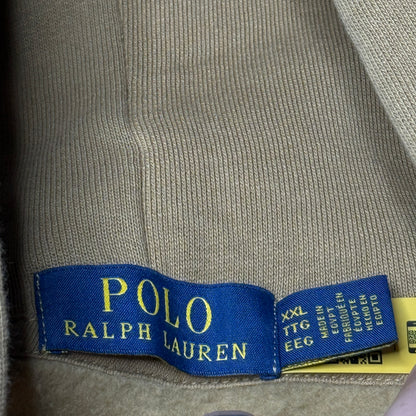 POLO
RALPH LAUREN
XXL
TTG
EEG
MADE IN
EGYPT
FABRIQUÉ EN
ÉGYPTE
HECHO EN
EGIPTO